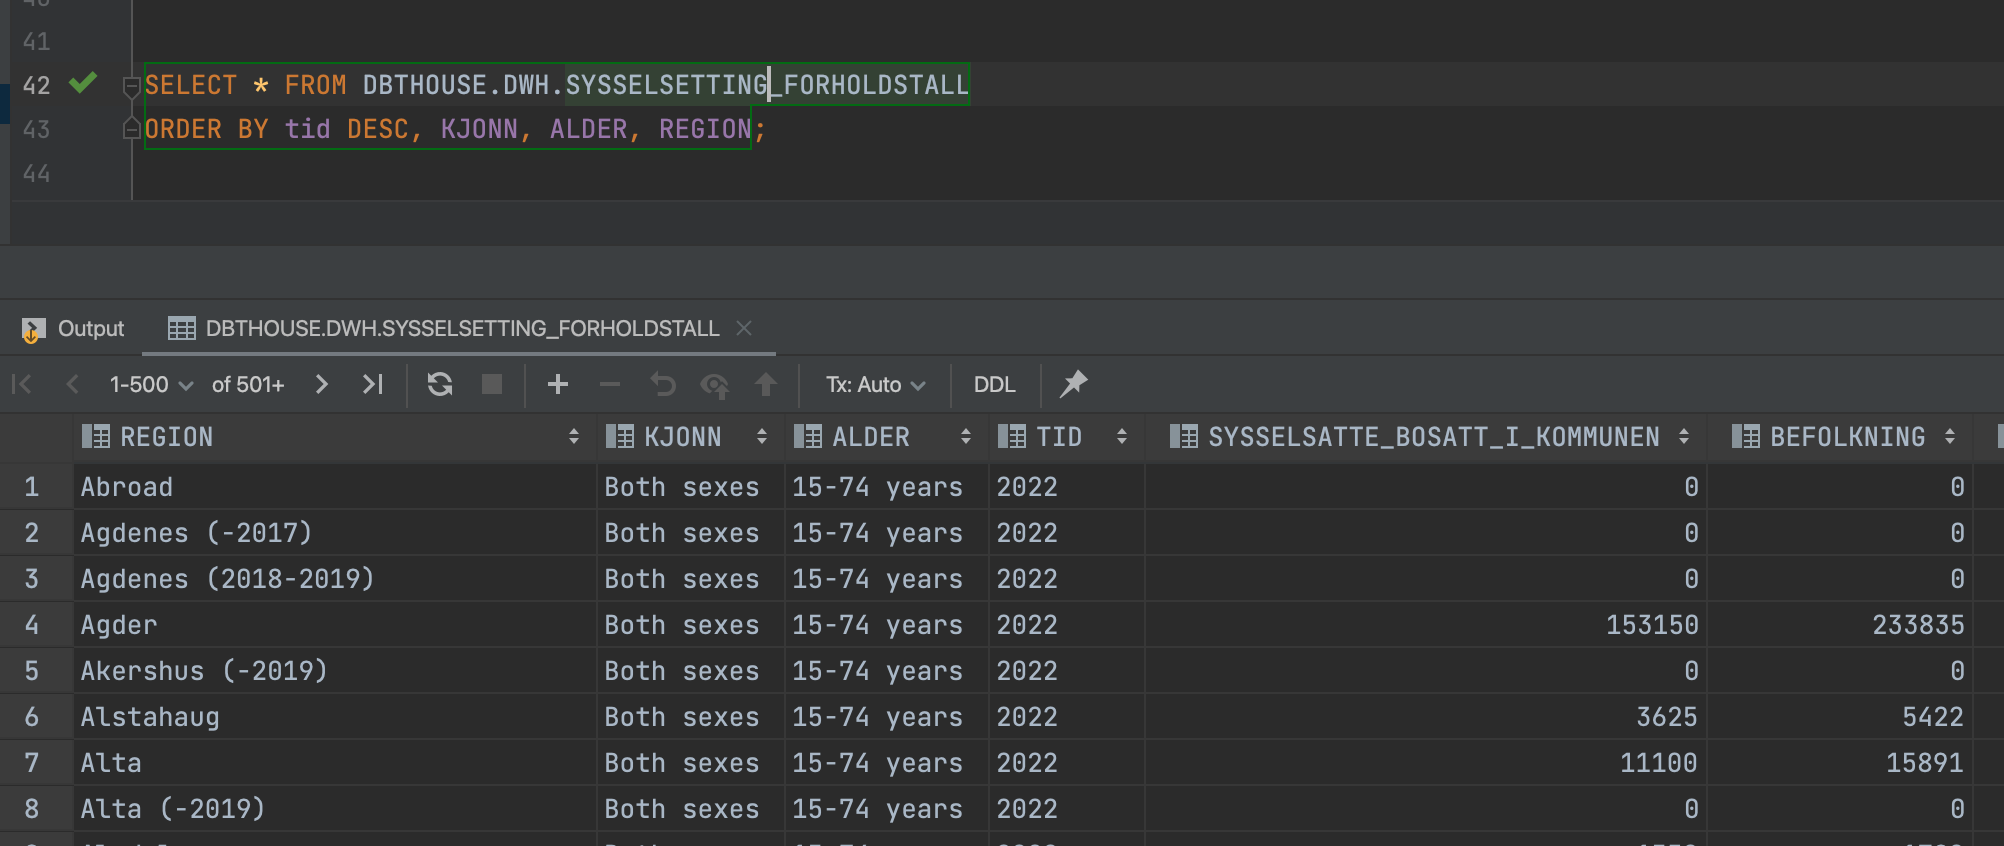 41
42 SELECT * FROM DBTHOUSE.DWH.SYSSELSETTING_FORHOLDSTALL
43 ORDER BY tid DESC, KJONN, ALDER, REGION;
44
Output DBTHOUSE.DWH.SYSSELSETTING_FORHOLDSTALL
1-500 of 501+ Tx: Auto DDL
REGION KJONN ALDER TID SYSSELSATTE_BOSATT_I_KOMMUNEN BEFOLKNING
1 Abroad Both sexes 15-74 years 2022 0 0
2 Agdenes (-2017) Both sexes 15-74 years 2022 0 0
3 Agdenes (2018-2019) Both sexes 15-74 years 2022 0 0
4 Agder Both sexes 15-74 years 2022 153150 233835
5 Akershus (-2019) Both sexes 15-74 years 2022 0 0
6 Alstahaug Both sexes 15-74 years 2022 3625 5422
7 Alta Both sexes 15-74 years 2022 11100 15891
8 Alta (-2019) Both sexes 15-74 years 2022 0 0